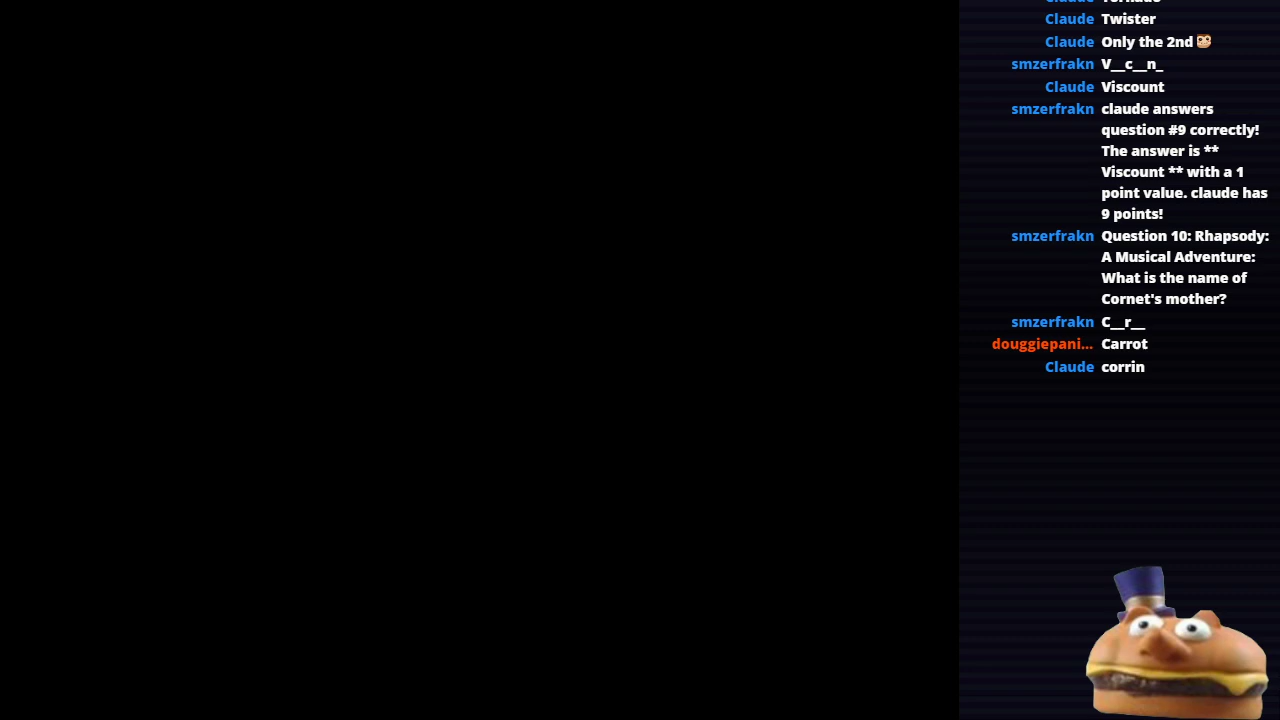 Claude Twister
Claude Only the 2nd
smzerfrakn V__c__n_
Claude Viscount
smzerfrakn claude answers
question #9 correctly!
The answer is **
Viscount ** with a 1
point value. claude has
9 points!
smzerfrakn Question 10: Rhapsody:
A Musical Adventure:
What is the name of
Cornet's mother?
smzerfrakn C__r__
douggiepani... Carrot
Claude corrin